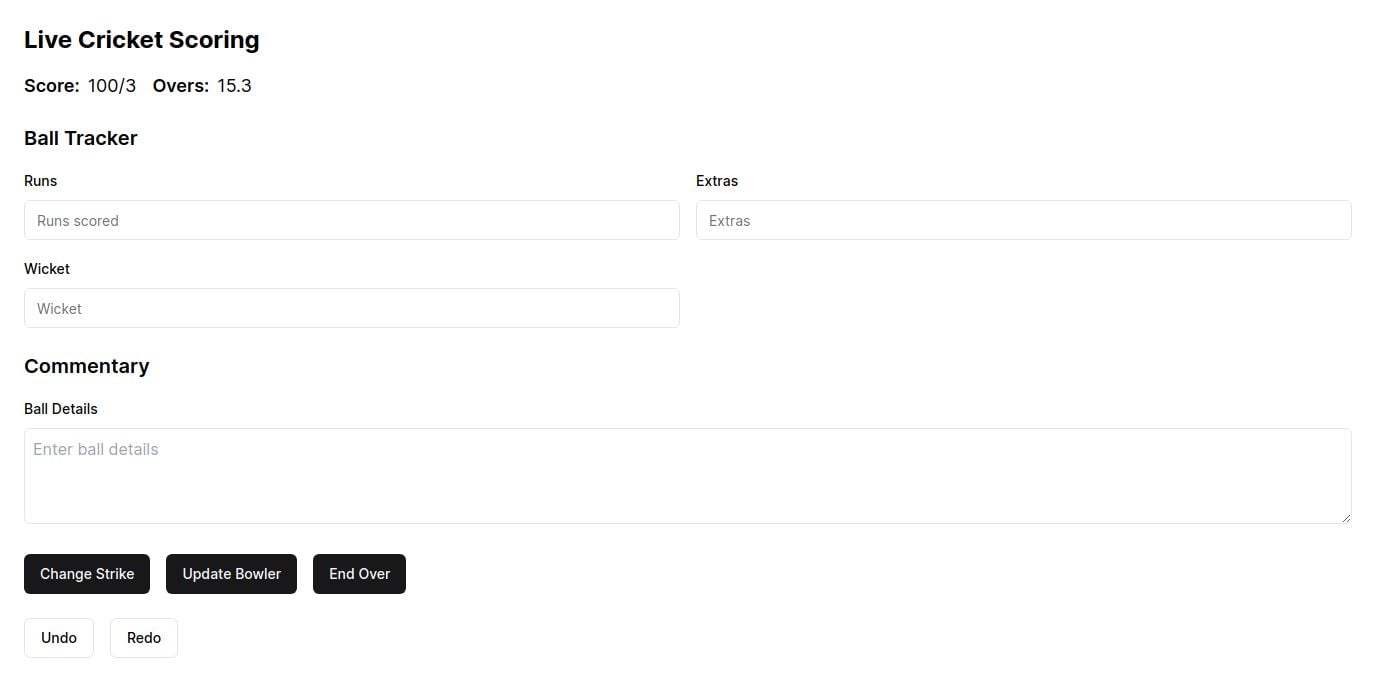 Live Cricket Scoring
Score: 100/3 Overs: 15.3
Ball Tracker
Runs
Extras
Runs scored
Extras
Wicket
Wicket
Commentary
Ball Details
Enter ball details
Change Strike
Update Bowler
End Over
Undo
Redo